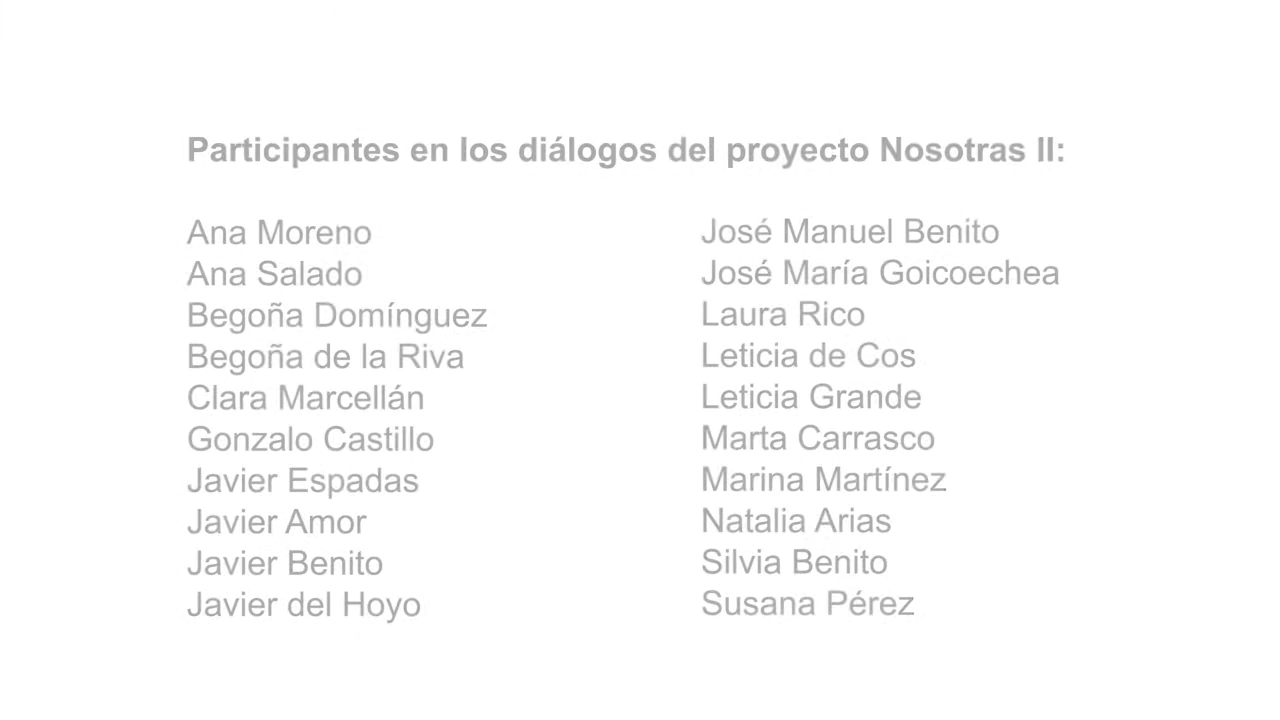 Participantes en los diálogos del proyecto Nosotras II:
Ana Moreno
Ana Salado
Begoña Domínguez
Begoña de la Riva
Clara Marcellán
Gonzalo Castillo
Javier Espadas
Javier Amor
Javier Benito
Javier del Hoyo
José Manuel Benito
José María Goicoechea
Laura Rico
Leticia de Cos
Leticia Grande
Marta Carrasco
Marina Martínez
Natalia Arias
Silvia Benito
Susana Pérez